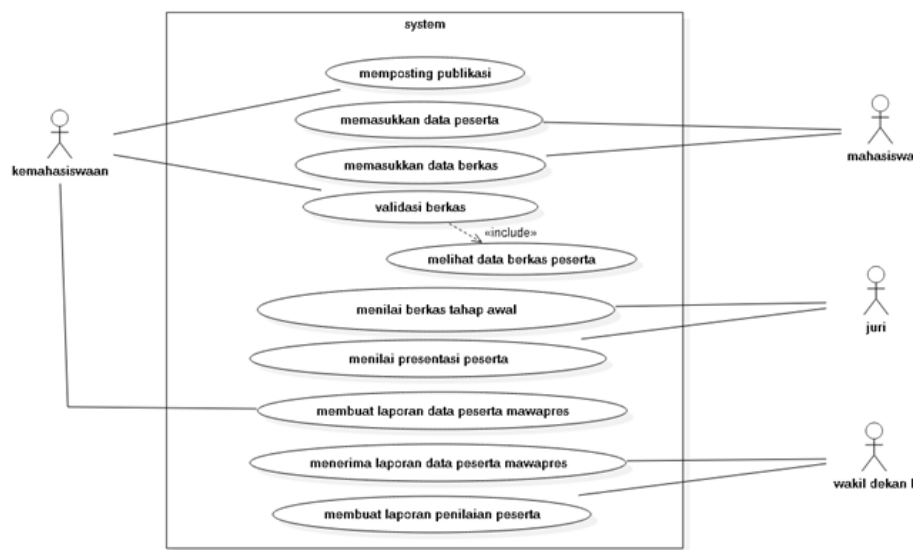 system
memposting publikasi
memasukkan data peserta
kemahasiswaan
mahasiswa
memasukkan data berkas
validasi berkas
«include»
melihat data berkas peserta
menilai berkas tahap awal
juri
menilai presentasi peserta
membuat laporan data peserta mawapres
menerima laporan data peserta mawapres
wakil dekan I
membuat laporan penilaian peserta